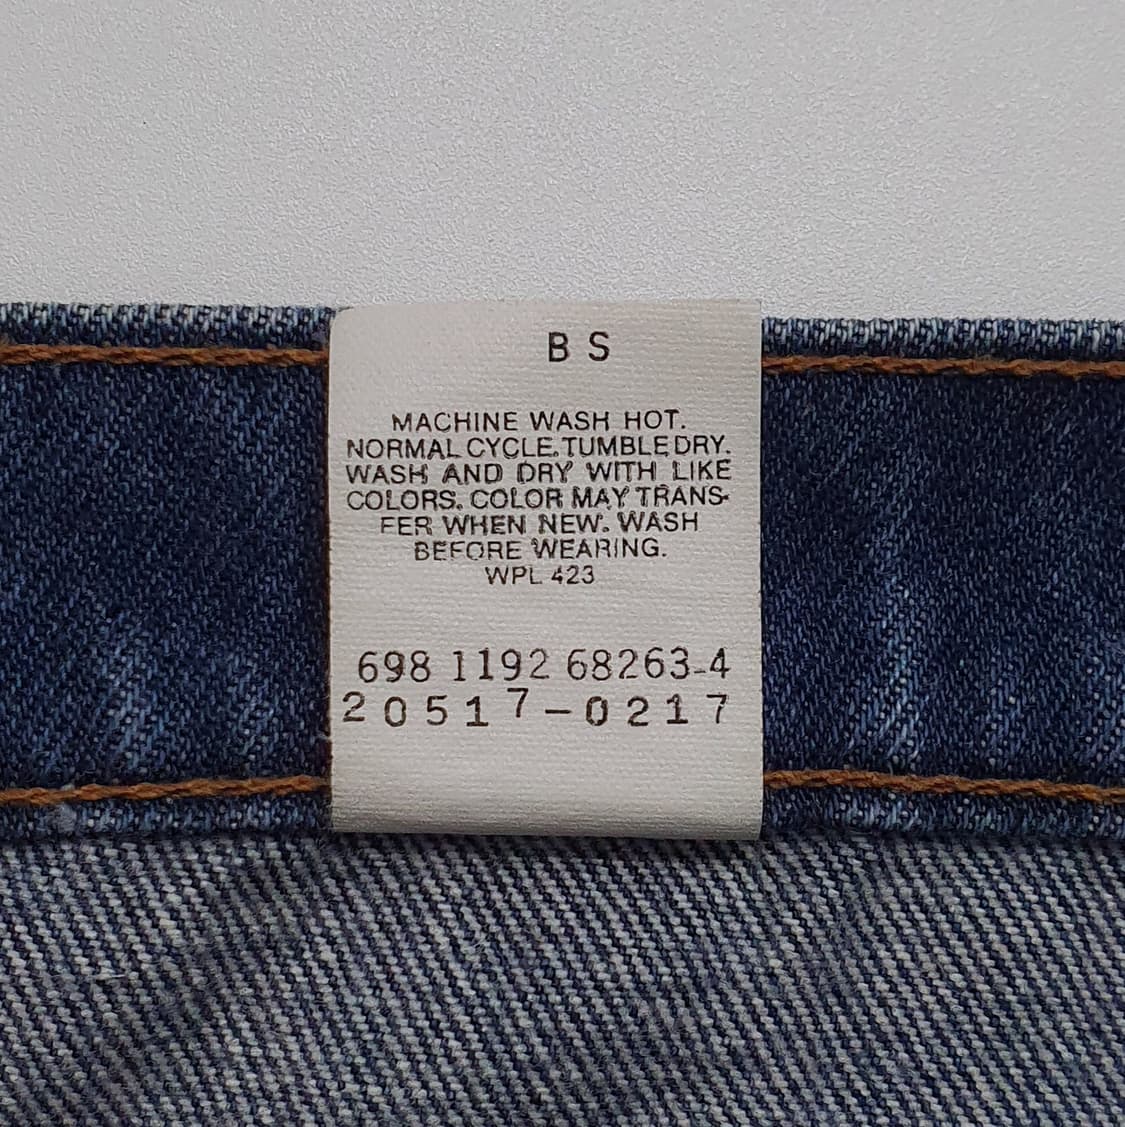 B S
MACHINE WASH HOT.
NORMAL CYCLE. TUMBLE DRY.
WASH AND DRY WITH LIKE
COLORS. COLOR MAY TRANS-
FER WHEN NEW. WASH
BEFORE WEARING.
WPL 423
698 1192 68263-4
20517-0217